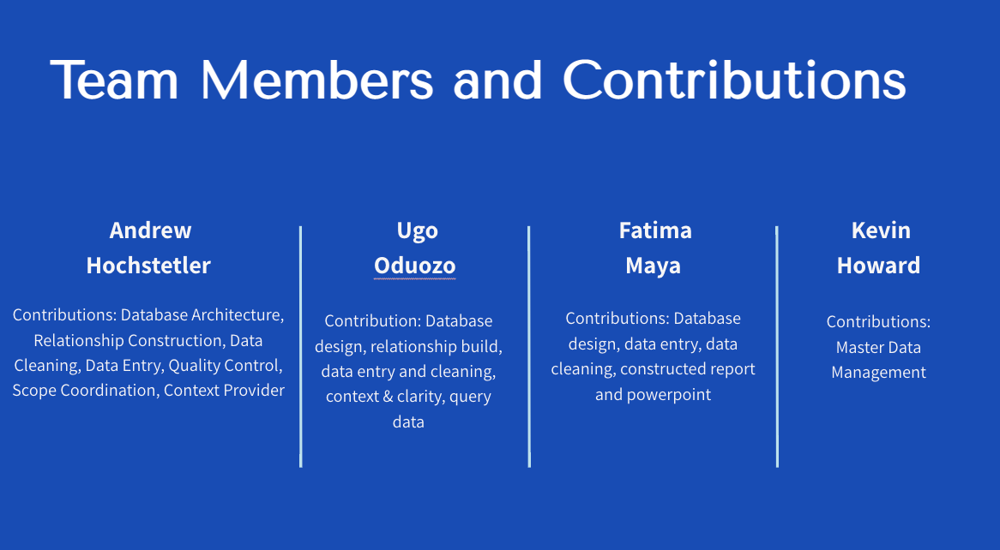 Team Members and Contributions
Andrew
Hochstetler
Contributions: Database Architecture,
Relationship Construction, Data
Cleaning, Data Entry, Quality Control,
Scope Coordination, Context Provider
Ugo
Oduozo
Contribution: Database
design, relationship build,
data entry and cleaning,
context & clarity, query
data
Fatima
Maya
Contributions: Database
design, data entry, data
cleaning, constructed report
and powerpoint
Kevin
Howard
Contributions:
Master Data
Management